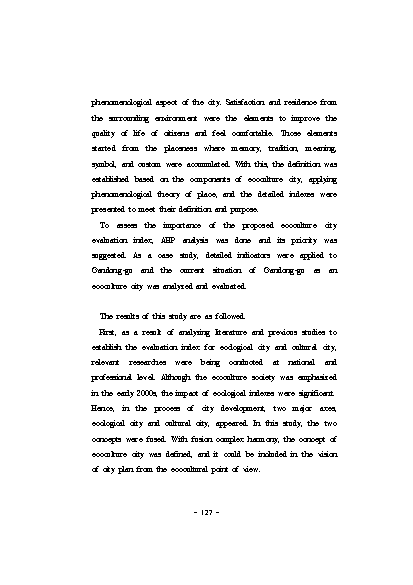 phenomenological aspect of the city. Satisfaction and residence from
the surrounding environment were the elements to improve the
quality of life of citizens and feel comfortable. Those elements
started from the placeness where memory, tradition, meaning,
symbol, and custom were accumulated. With this, the definition was
established based on the components of ecoculture city, applying
phenomenological theory of place, and the detailed indexes were
presented to meet their definition and purpose.
To assess the importance of the proposed ecoculture city
evaluation index, AHP analysis was done and its priority was
suggested. As a case study, detailed indicators were applied to
Gandong-gu and the current situation of Gandong-gu as an
ecoculture city was analyzed and evaluated.
The results of this study are as followed.
First, as a result of analyzing literature and previous studies to
establish the evaluation index for ecological city and cultural city,
relevant researches were being conducted at national and
professional level. Although the ecoculture society was emphasized
in the early 2000s, the impact of ecological indexes were significant.
Hence, in the process of city development, two major axes,
ecological city and cultural city, appeared. In this study, the two
concepts were fused. With fusion complex harmony, the concept of
ecoculture city was defined, and it could be included in the vision
of city plan from the ecocultural point of view.
- 127 -